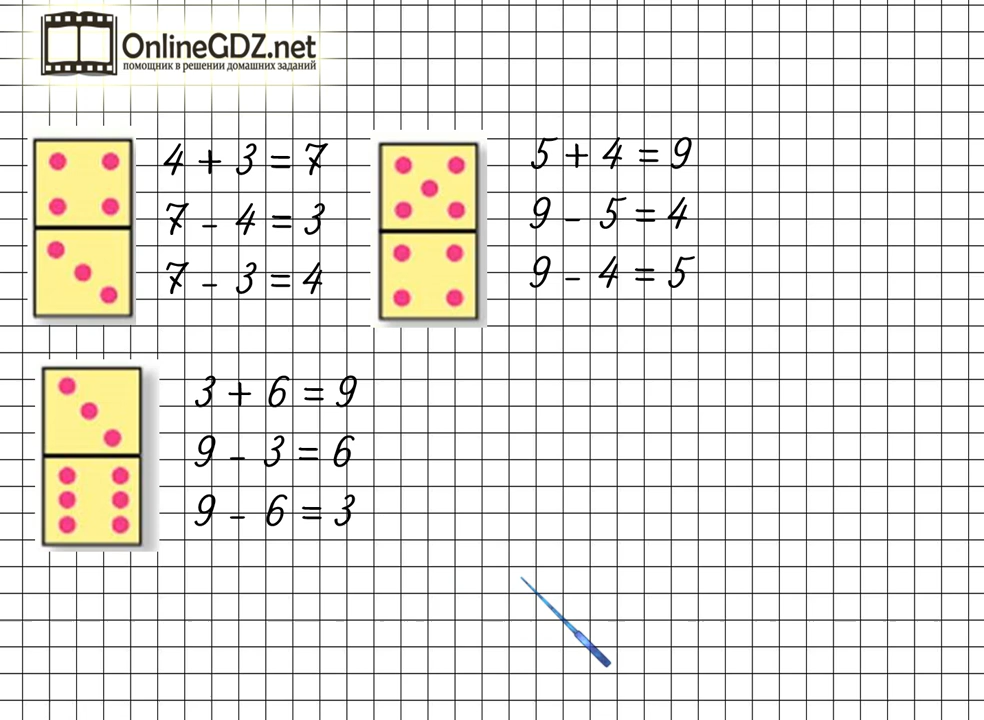 OnlineGDZ.net
помощник в решении домашних заданий
4 + 3 = 7
7 - 4 = 3
7 - 3 = 4
5 + 4 = 9
9 - 5 = 4
9 - 4 = 5
3 + 6 = 9
9 - 3 = 6
9 - 6 = 3